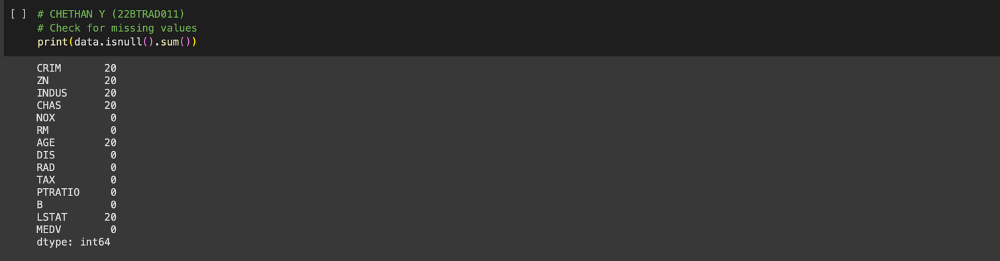 [ ] # CHETHAN Y (22BTRAD011)
# Check for missing values
print(data.isnull().sum())
CRIM       20
ZN         20
INDUS      20
CHAS       20
NOX         0
RM          0
AGE        20
DIS         0
RAD         0
TAX         0
PTRATIO     0
B           0
LSTAT      20
MEDV        0
dtype: int64